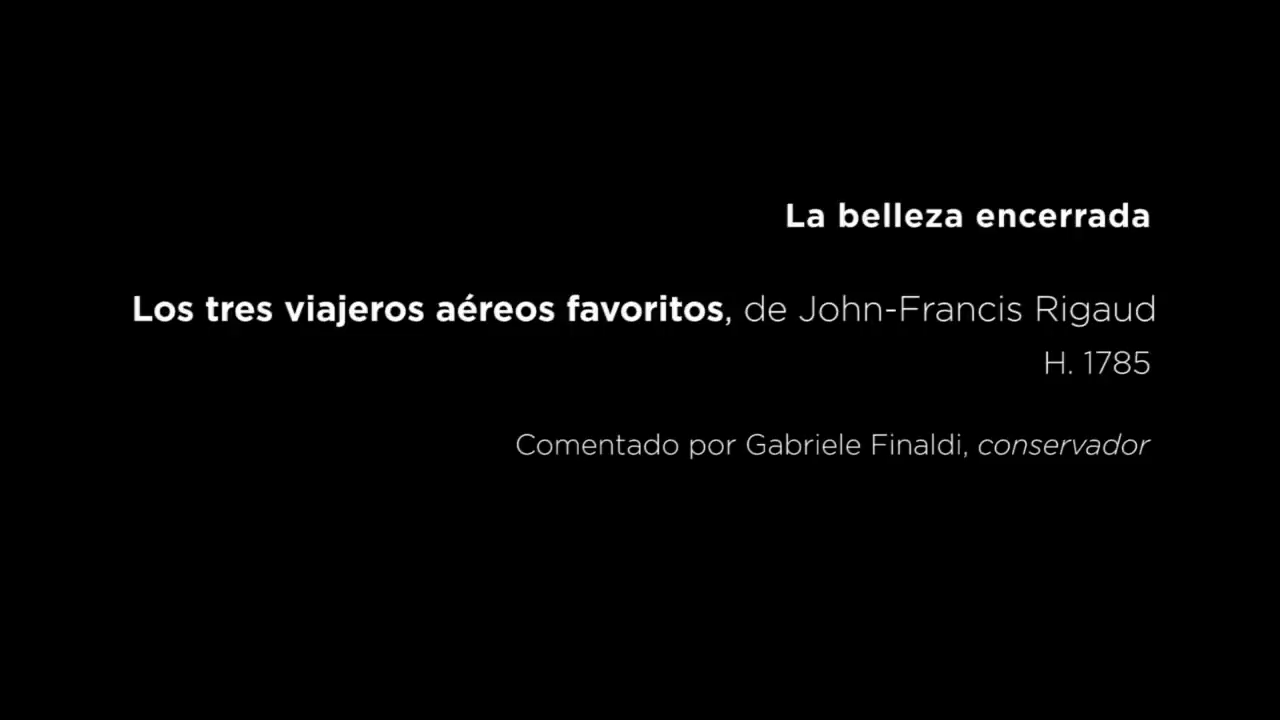 La belleza encerrada
Los tres viajeros aéreos favoritos, de John-Francis Rigaud
H. 1785
Comentado por Gabriele Finaldi, conservador